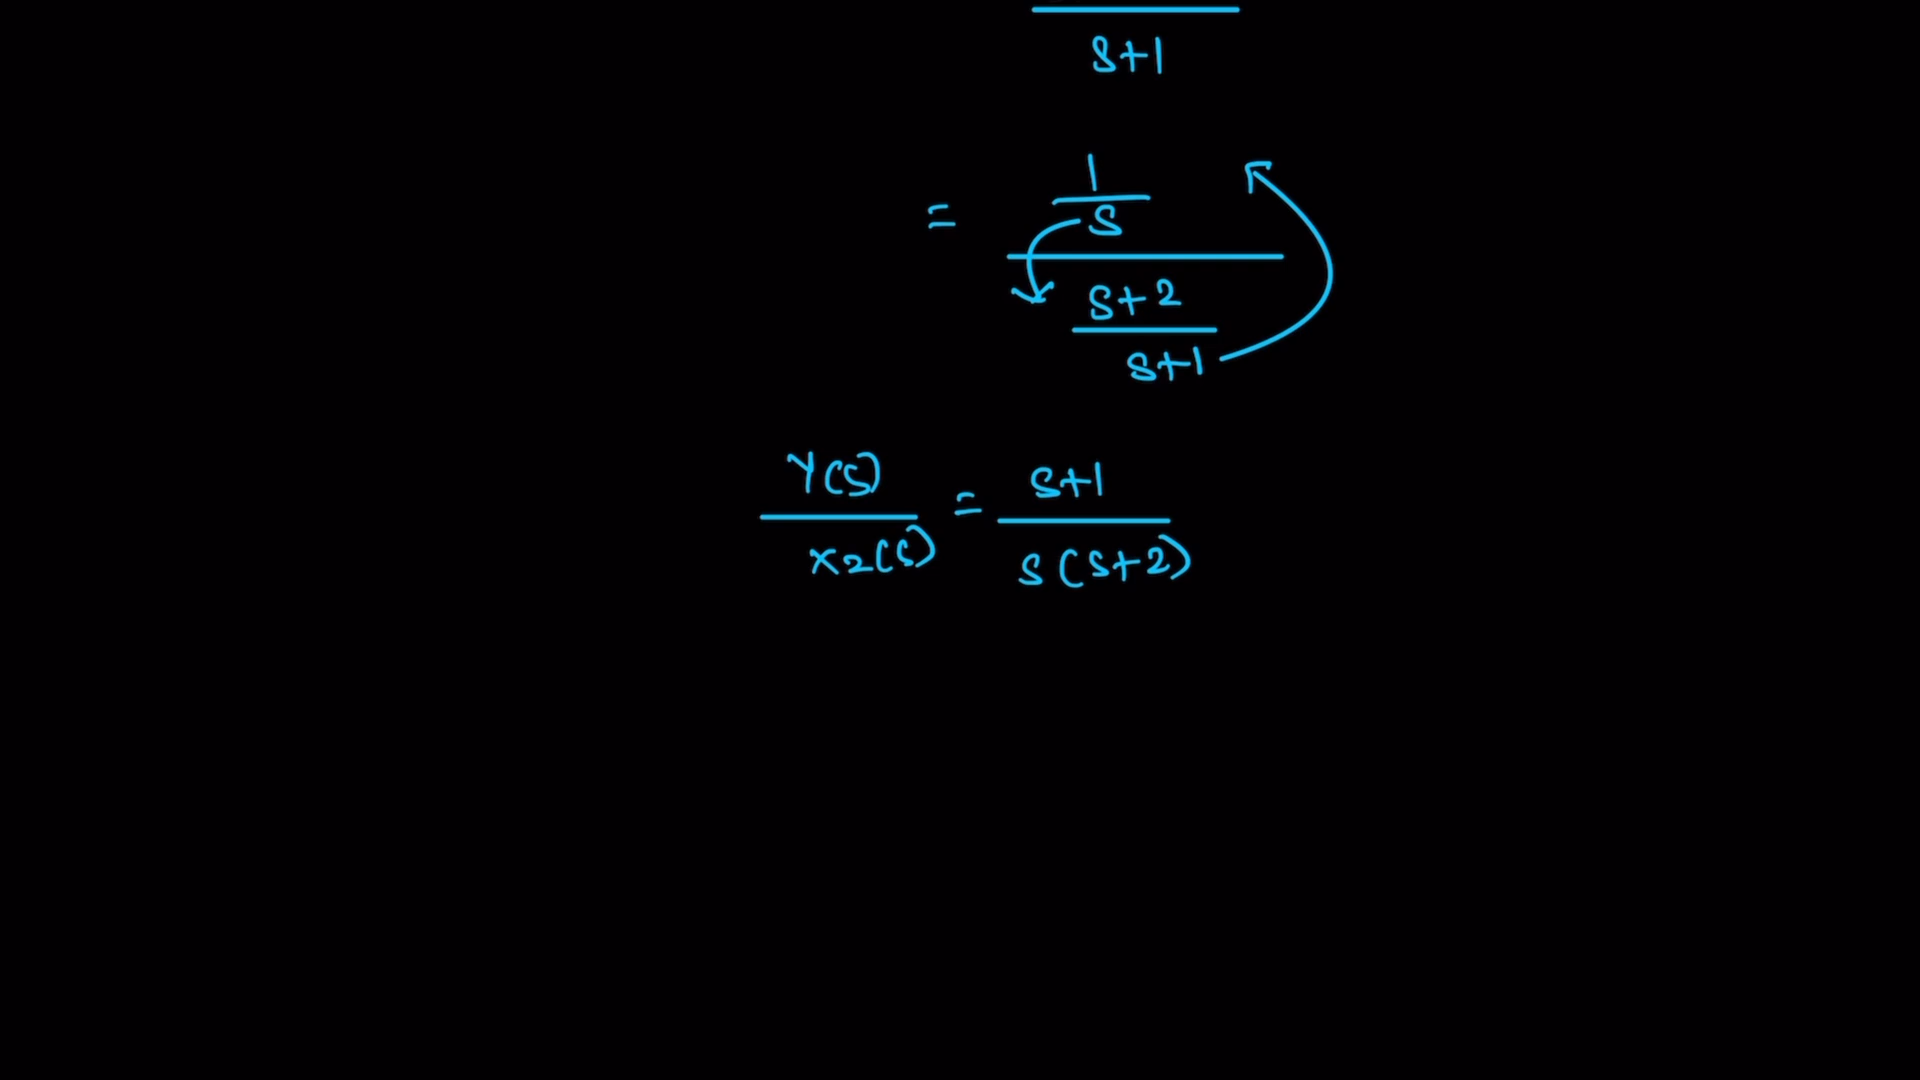 s+1
1
= s
s+2
s+1
Y(s) = s+1
x2(s) s(s+2)